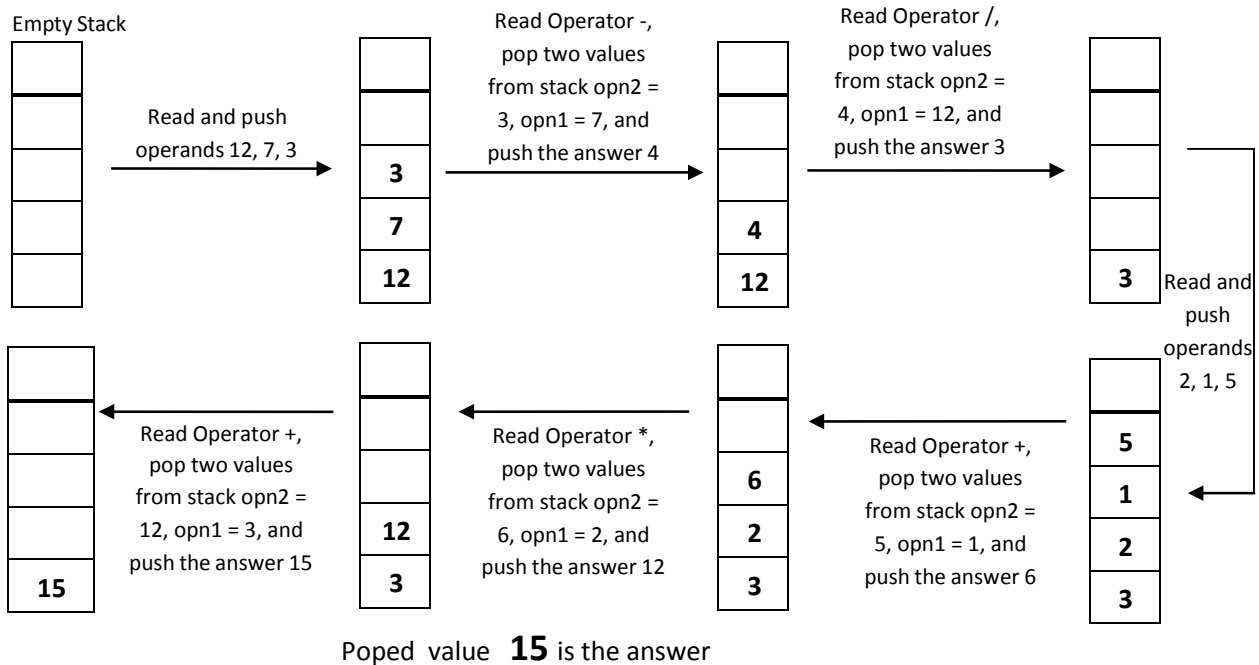 Empty Stack
Read and push
operands 12, 7, 3
3
7
12
Read Operator -,
pop two values
from stack opn2 =
3, opn1 = 7, and
push the answer 4
4
12
Read Operator /,
pop two values
from stack opn2 =
4, opn1 = 12, and
push the answer 3
3
Read and
push
operands
2, 1, 5
5
1
2
3
Read Operator +,
pop two values
from stack opn2 =
5, opn1 = 1, and
push the answer 6
6
2
3
Read Operator *,
pop two values
from stack opn2 =
6, opn1 = 2, and
push the answer 12
12
3
Read Operator +,
pop two values
from stack opn2 =
12, opn1 = 3, and
push the answer 15
15
Poped value 15 is the answer